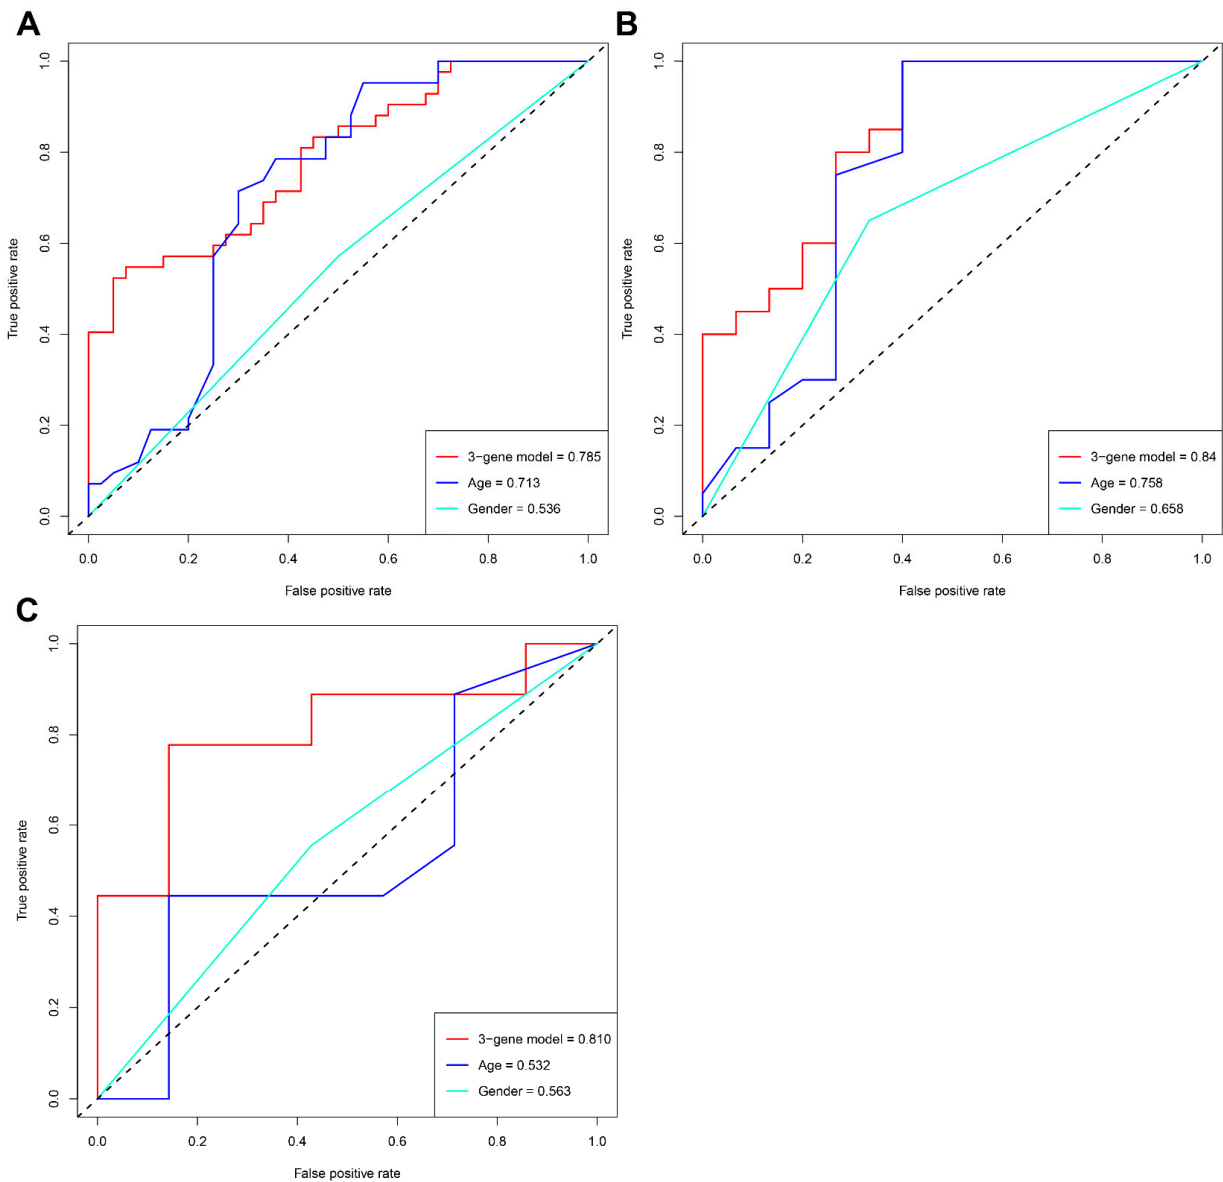 A
True positive rate
1.0
0.8
0.6
0.4
0.2
0.0
3−gene model = 0.785
Age = 0.713
Gender = 0.536
0.0 0.2 0.4 0.6 0.8 1.0
False positive rate
B
True positive rate
1.0
0.8
0.6
0.4
0.2
0.0
3−gene model = 0.84
Age = 0.758
Gender = 0.658
0.0 0.2 0.4 0.6 0.8 1.0
False positive rate
C
True positive rate
1.0
0.8
0.6
0.4
0.2
0.0
3−gene model = 0.810
Age = 0.532
Gender = 0.563
0.0 0.2 0.4 0.6 0.8 1.0
False positive rate